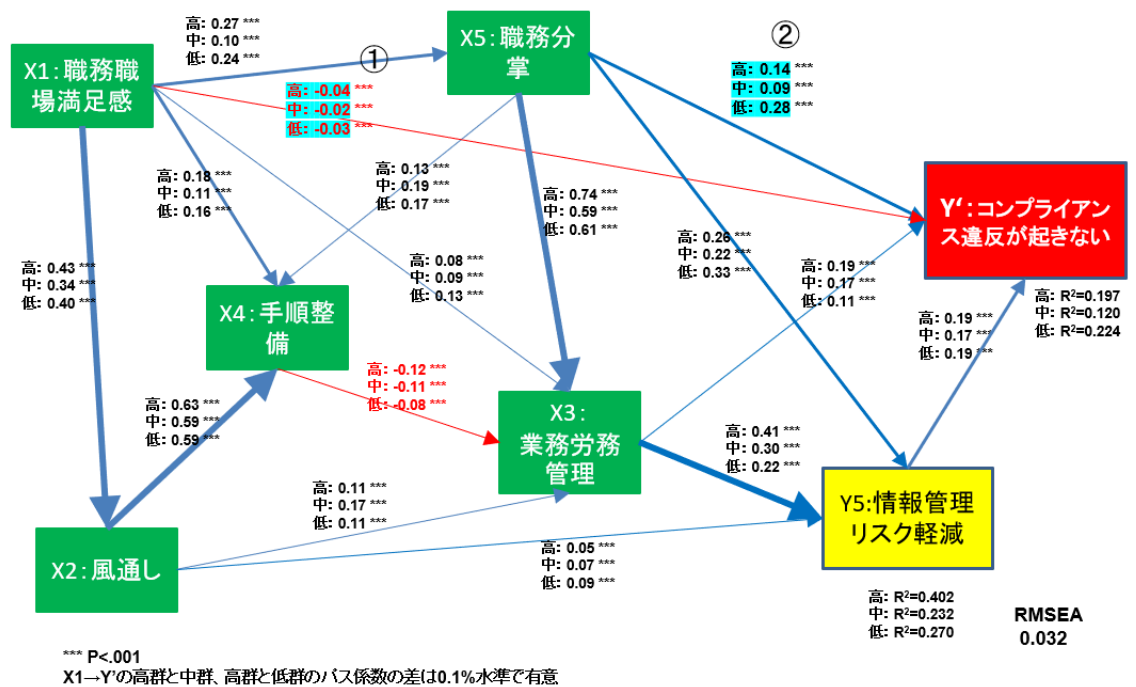 高: 0.27 ***
中: 0.10 ***
低: 0.24 ***
①
②
X1：職務職
場満足感
X5：職務分
掌
高: 0.14 ***
中: 0.09 ***
低: 0.28 ***
高: -0.04 ***
中: -0.02 ***
低: -0.03 ***
高: 0.18 ***
中: 0.11 ***
低: 0.16 ***
高: 0.13 ***
中: 0.19 ***
低: 0.17 ***
高: 0.74 ***
中: 0.59 ***
低: 0.61 ***
Y‘：コンプライアン
ス違反が起きない
高: 0.26 ***
中: 0.22 ***
低: 0.33 ***
高: 0.43 ***
中: 0.34 ***
低: 0.40 ***
高: 0.08 ***
中: 0.09 ***
低: 0.13 ***
高: 0.19 ***
中: 0.17 ***
低: 0.11 ***
高: R²=0.197
中: R²=0.120
低: R²=0.224
X4：手順整
備
高: 0.19 ***
中: 0.17 ***
低: 0.19 ***
高: -0.12 ***
中: -0.11 ***
低: -0.08 ***
高: 0.63 ***
中: 0.59 ***
低: 0.59 ***
X3：
業務労務
管理
高: 0.41 ***
中: 0.30 ***
低: 0.22 ***
高: 0.11 ***
中: 0.17 ***
低: 0.11 ***
Y5:情報管理
リスク軽減
X2：風通し
高: 0.05 ***
中: 0.07 ***
低: 0.09 ***
高: R²=0.402
中: R²=0.232
低: R²=0.270
RMSEA
0.032
*** P<.001
X1→Y’の高群と中群、高群と低群のパス係数の差は0.1%水準で有意